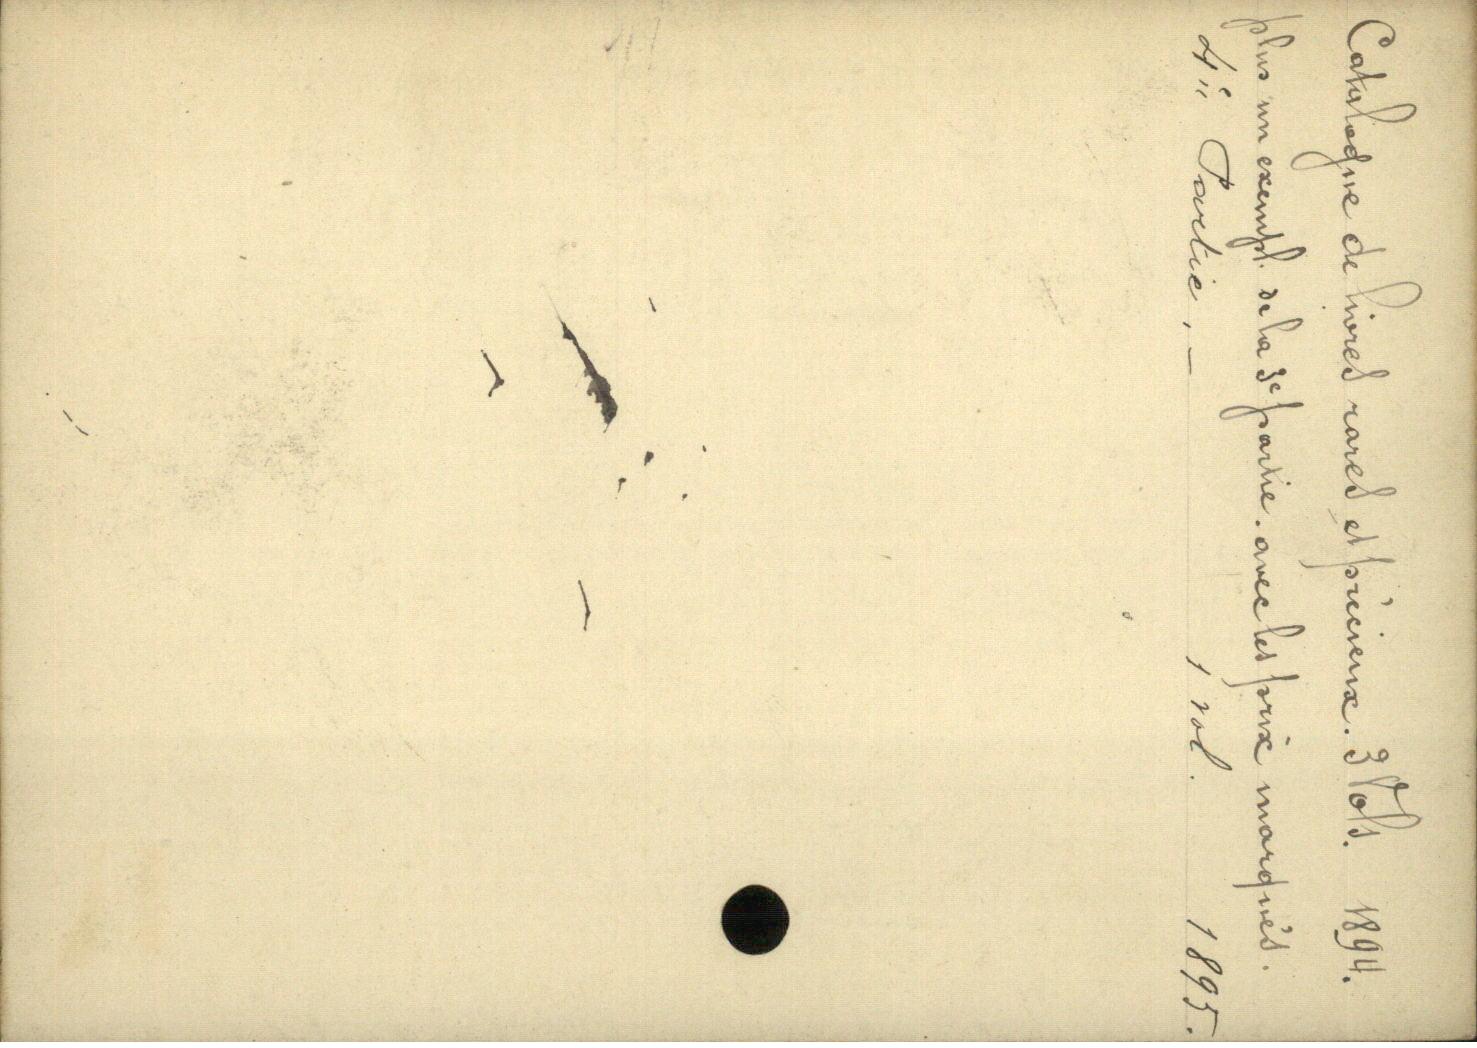 Catalogue de livres rares et précieux. 3 Vols. 1894.
plus un exempl. de la 3e partie. avec les prix marqués.
4e Partie. — 1 vol. 1895.